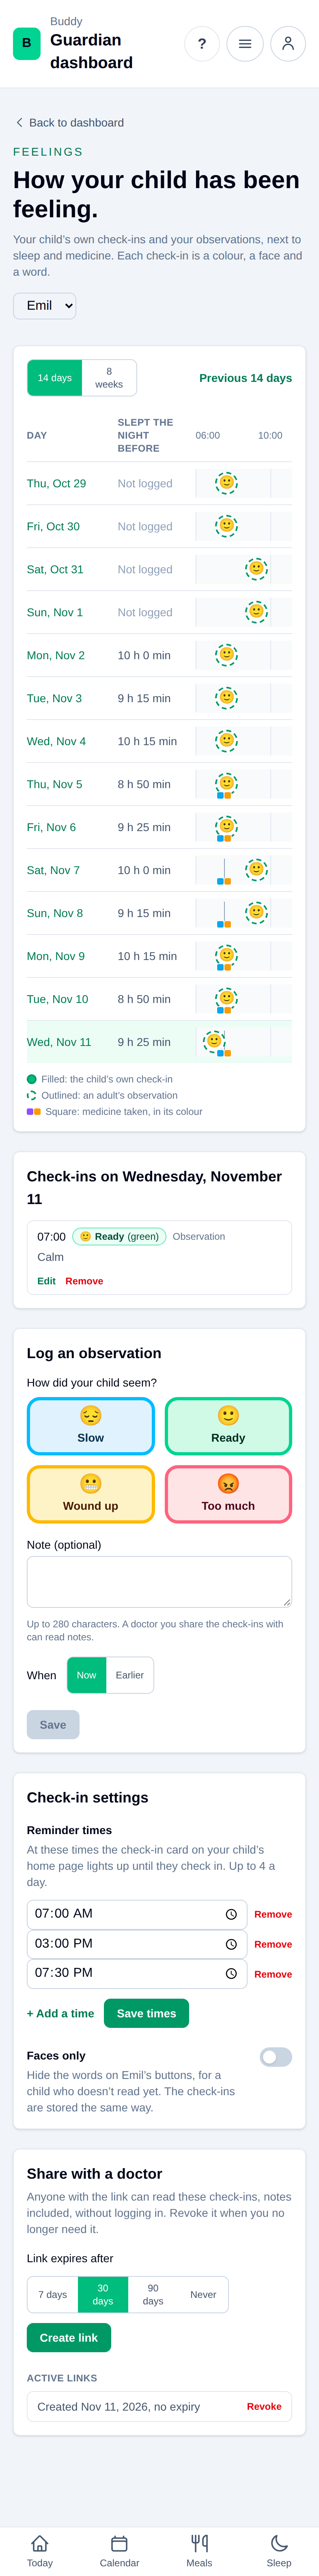 B
Buddy
Guardian
dashboard
?
Back to dashboard
FEELINGS
How your child has been
feeling.
Your child's own check-ins and your observations, next to
sleep and medicine. Each check-in is a colour, a face and
a word.
Emil
14 days
8
weeks
Previous 14 days
DAY
SLEPT THE
NIGHT
BEFORE
06:00
10:00
Thu, Oct 29 Not logged
Fri, Oct 30 Not logged
Sat, Oct 31 Not logged
Sun, Nov 1 Not logged
Mon, Nov 2 10 h 0 min
Tue, Nov 3 9 h 15 min
Wed, Nov 4 10 h 15 min
Thu, Nov 5 8 h 50 min
Fri, Nov 6 9 h 25 min
Sat, Nov 7 10 h 0 min
Sun, Nov 8 9 h 15 min
Mon, Nov 9 10 h 15 min
Tue, Nov 10 8 h 50 min
Wed, Nov 11 9 h 25 min
Filled: the child's own check-in
Outlined: an adult's observation
Square: medicine taken, in its colour
Check-ins on Wednesday, November
11
07:00 Ready (green) Observation
Calm
Edit Remove
Log an observation
How did your child seem?
Slow
Ready
Wound up
Too much
Note (optional)
Up to 280 characters. A doctor you share the check-ins with
can read notes.
When Now Earlier
Save
Check-in settings
Reminder times
At these times the check-in card on your child's
home page lights up until they check in. Up to 4 a
day.
07:00 AM Remove
03:00 PM Remove
07:30 PM Remove
+ Add a time Save times
Faces only
Hide the words on Emil's buttons, for a
child who doesn't read yet. The check-ins
are stored the same way.
Share with a doctor
Anyone with the link can read these check-ins, notes
included, without logging in. Revoke it when you no
longer need it.
Link expires after
7 days
30
days
90
days
Never
Create link
ACTIVE LINKS
Created Nov 11, 2026, no expiry Revoke
Today Calendar Meals Sleep